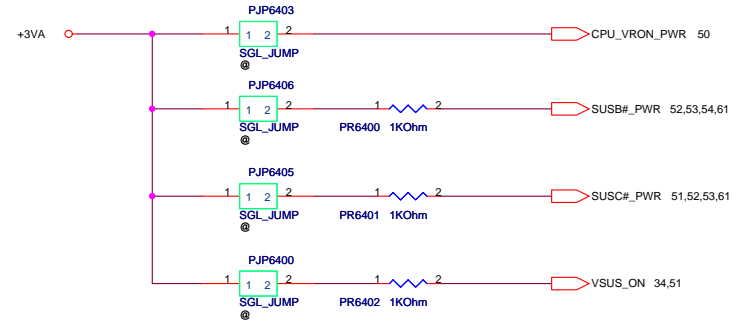 PJP6403
+3VA 1 1 2 2 CPU_VRON_PWR 50
SGL_JUMP
@
PJP6406
1 1 2 2 1 2 SUSB#_PWR 52,53,54,61
SGL_JUMP PR6400 1KOhm
@
PJP6405
1 1 2 2 1 2 SUSC#_PWR 51,52,53,61
SGL_JUMP PR6401 1KOhm
@
PJP6400
1 1 2 2 1 2 VSUS_ON 34,51
SGL_JUMP PR6402 1KOhm
@